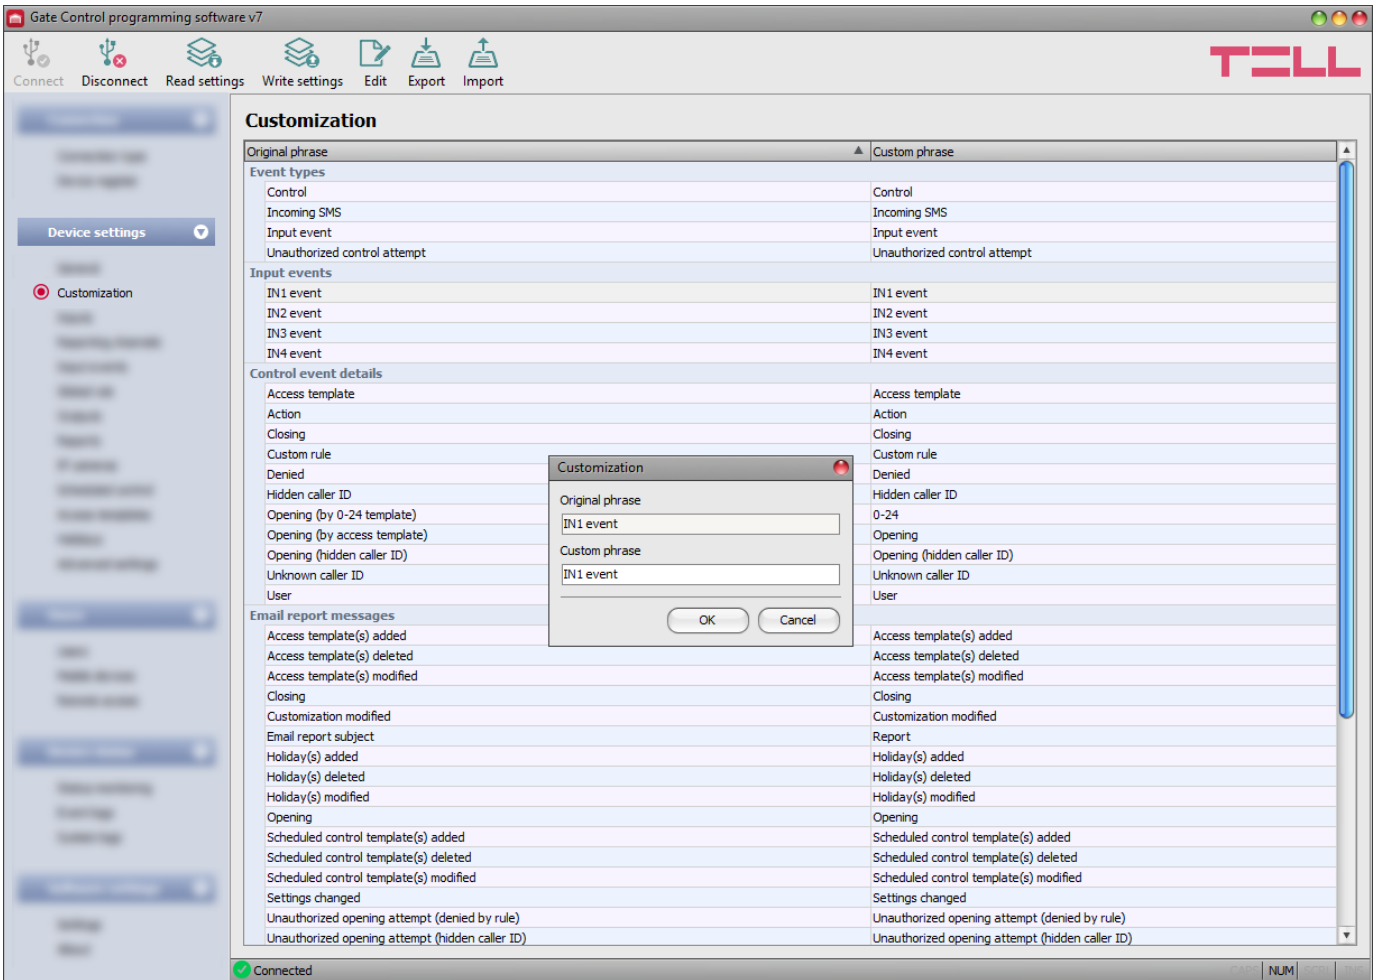 Gate Control programming software v7
Connect Disconnect Read settings Write settings Edit Export Import
TELL
Device settings
Customization
Customization
Original phrase Custom phrase
Event types
Control Control
Incoming SMS Incoming SMS
Input event Input event
Unauthorized control attempt Unauthorized control attempt
Input events
IN1 event IN1 event
IN2 event IN2 event
IN3 event IN3 event
IN4 event IN4 event
Control event details
Access template Access template
Action Action
Closing Closing
Custom rule Custom rule
Denied Denied
Hidden caller ID Hidden caller ID
Opening (by 0-24 template) 0-24
Opening (by access template) Opening
Opening (hidden caller ID) Opening (hidden caller ID)
Unknown caller ID Unknown caller ID
User User
Email report messages
Access template(s) added Access template(s) added
Access template(s) deleted Access template(s) deleted
Access template(s) modified Access template(s) modified
Closing Closing
Customization modified Customization modified
Email report subject Report
Holiday(s) added Holiday(s) added
Holiday(s) deleted Holiday(s) deleted
Holiday(s) modified Holiday(s) modified
Opening Opening
Scheduled control template(s) added Scheduled control template(s) added
Scheduled control template(s) deleted Scheduled control template(s) deleted
Scheduled control template(s) modified Scheduled control template(s) modified
Settings changed Settings changed
Unauthorized opening attempt (denied by rule) Unauthorized opening attempt (denied by rule)
Unauthorized opening attempt (hidden caller ID) Unauthorized opening attempt (hidden caller ID)
Customization
Original phrase
IN1 event
Custom phrase
IN1 event
OK Cancel
Connected
CAPS NUM SCRL INS